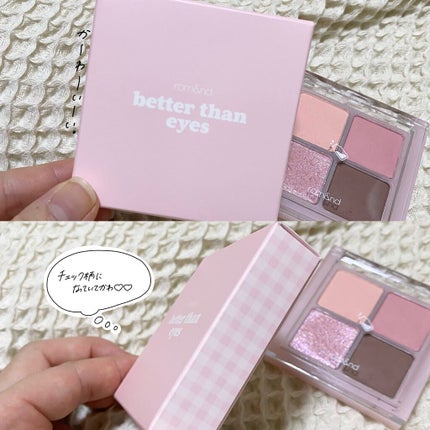 かーわーいーい!!
rom&nd
better than
eyes
rom&nd
チェック柄に
なっていてかわ♡♡
better than
eyes
rom&nd